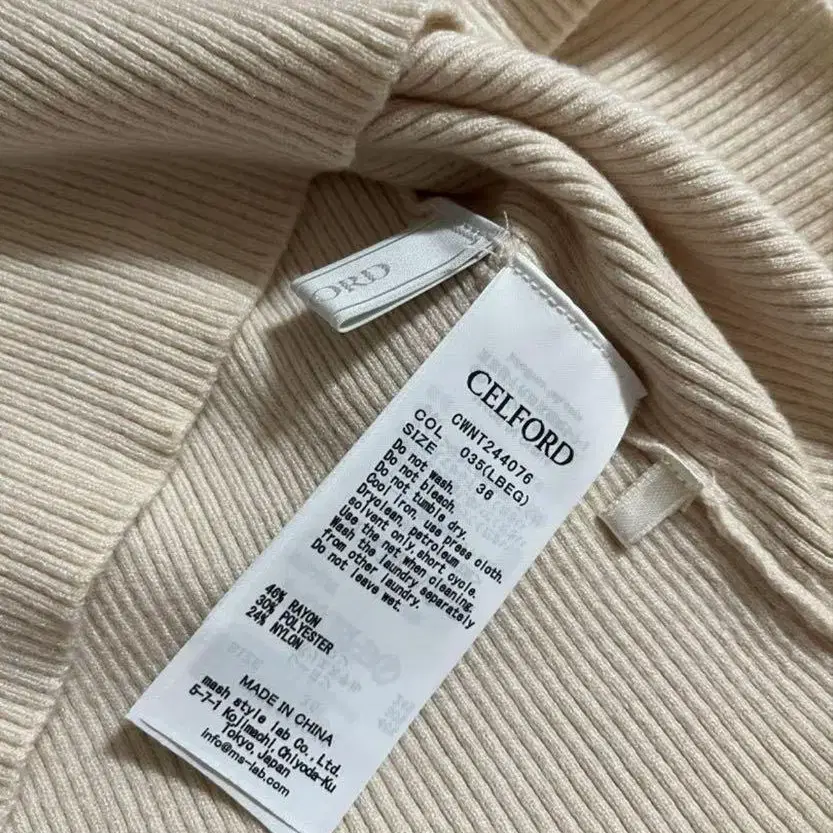 ORD
CELFORD
CWNT244076
COL 035(LBEG)
SIZE 36
Do not wash.
Do not bleach.
Do not tumble dry.
Cool iron, use press cloth.
Dryclean, petroleum
solvent only,short cycle.
Use the net when cleaning.
Wash the laundry separately
from other laundry.
Do not leave wet.
46% RAYON
30% POLYESTER
24% NYLON
MADE IN CHINA
mash style lab Co.,Ltd.
5-7-1 Kojimachi,Chiyoda-Ku
Tokyo,Japan
info@ms-lab.com